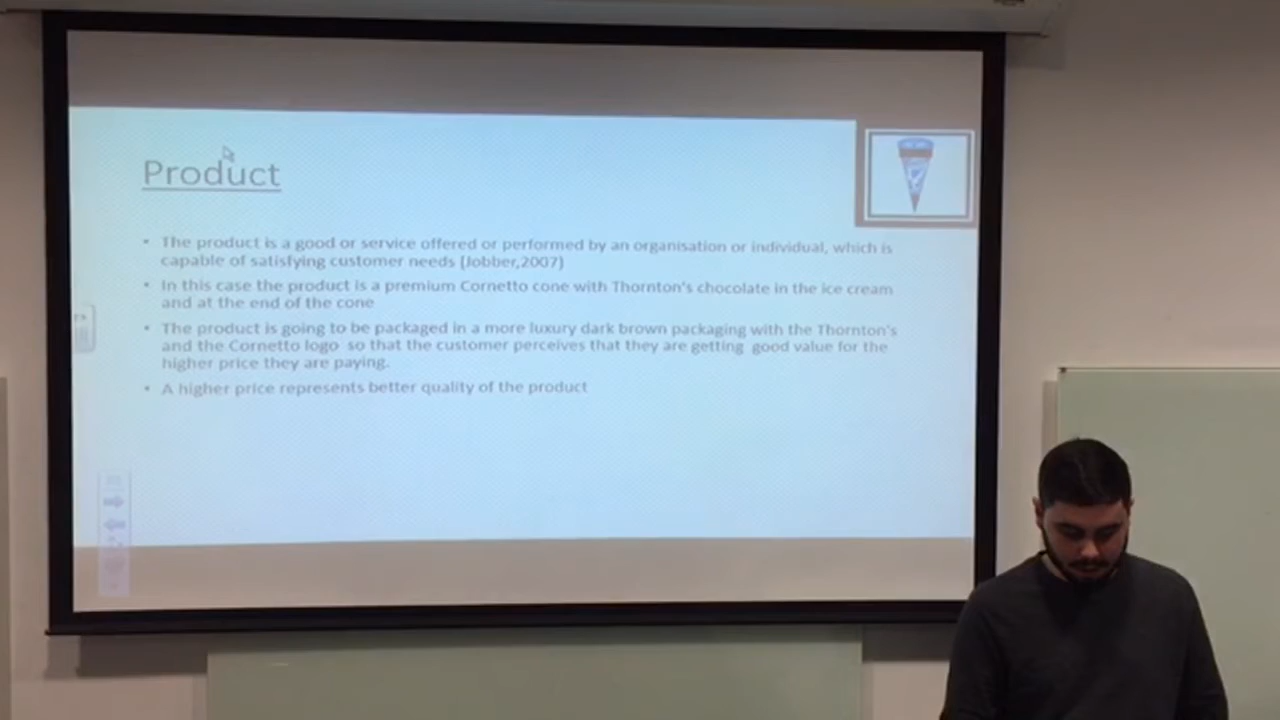 Product
• The product is a good or service offered or performed by an organisation or individual, which is
capable of satisfying customer needs (Jobber,2007)
• In this case the product is a premium Cornetto cone with Thornton's chocolate in the ice cream
and at the end of the cone
• The product is going to be packaged in a more luxury dark brown packaging with the Thornton's
and the Cornetto logo so that the customer perceives that they are getting good value for the
higher price they are paying.
• A higher price represents better quality of the product